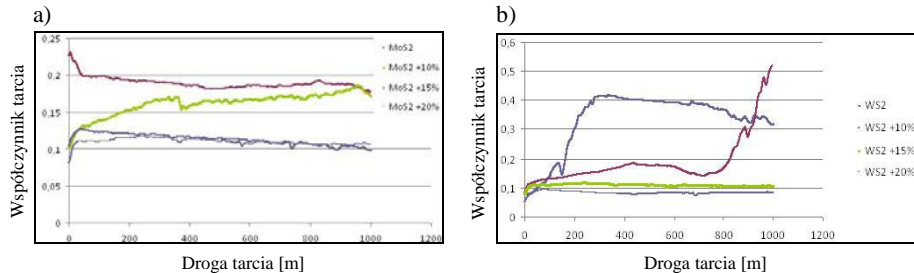 a)
b)
Współczynnik tarcia
0,25
0,2
0,15
0,1
0,05
0
0 200 400 600 800 1000 1200
MoS2
MoS2 +10%
MoS2 +15%
MoS2 +20%
Droga tarcia [m]
Współczynnik tarcia
0,6
0,5
0,4
0,3
0,2
0,1
0
0 200 400 600 800 1000 1200
WS2
WS2 +10%
WS2 +15%
WS2 +20%
Droga tarcia [m]